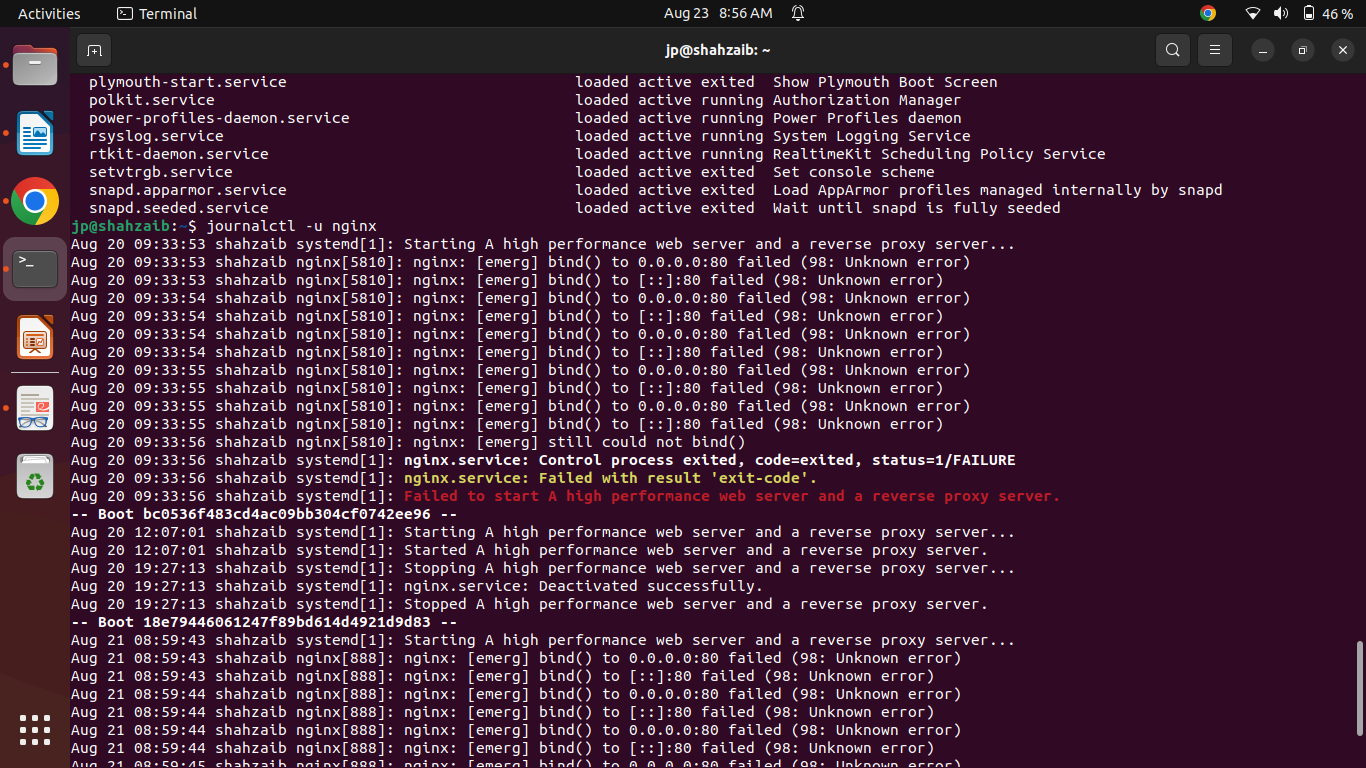 Activities
Terminal
Aug 23 8:56 AM
46 %
jp@shahzaib: ~
plymouth-start.service loaded active exited Show Plymouth Boot Screen
polkit.service loaded active running Authorization Manager
power-profiles-daemon.service loaded active running Power Profiles daemon
rsyslog.service loaded active running System Logging Service
rtkit-daemon.service loaded active running RealtimeKit Scheduling Policy Service
setvtrgb.service loaded active exited Set console scheme
snapd.apparmor.service loaded active exited Load AppArmor profiles managed internally by snapd
snapd.seeded.service loaded active exited Wait until snapd is fully seeded
jp@shahzaib:~$ journalctl -u nginx
Aug 20 09:33:53 shahzaib systemd[1]: Starting A high performance web server and a reverse proxy server...
Aug 20 09:33:53 shahzaib nginx[5810]: nginx: [emerg] bind() to 0.0.0.0:80 failed (98: Unknown error)
Aug 20 09:33:53 shahzaib nginx[5810]: nginx: [emerg] bind() to [::]:80 failed (98: Unknown error)
Aug 20 09:33:54 shahzaib nginx[5810]: nginx: [emerg] bind() to 0.0.0.0:80 failed (98: Unknown error)
Aug 20 09:33:54 shahzaib nginx[5810]: nginx: [emerg] bind() to [::]:80 failed (98: Unknown error)
Aug 20 09:33:54 shahzaib nginx[5810]: nginx: [emerg] bind() to 0.0.0.0:80 failed (98: Unknown error)
Aug 20 09:33:54 shahzaib nginx[5810]: nginx: [emerg] bind() to [::]:80 failed (98: Unknown error)
Aug 20 09:33:55 shahzaib nginx[5810]: nginx: [emerg] bind() to 0.0.0.0:80 failed (98: Unknown error)
Aug 20 09:33:55 shahzaib nginx[5810]: nginx: [emerg] bind() to [::]:80 failed (98: Unknown error)
Aug 20 09:33:55 shahzaib nginx[5810]: nginx: [emerg] bind() to 0.0.0.0:80 failed (98: Unknown error)
Aug 20 09:33:55 shahzaib nginx[5810]: nginx: [emerg] bind() to [::]:80 failed (98: Unknown error)
Aug 20 09:33:56 shahzaib nginx[5810]: nginx: [emerg] still could not bind()
Aug 20 09:33:56 shahzaib systemd[1]: nginx.service: Control process exited, code=exited, status=1/FAILURE
Aug 20 09:33:56 shahzaib systemd[1]: nginx.service: Failed with result 'exit-code'.
Aug 20 09:33:56 shahzaib systemd[1]: Failed to start A high performance web server and a reverse proxy server.
-- Boot bc0536f483cd4ac09bb304cf0742ee96 --
Aug 20 12:07:01 shahzaib systemd[1]: Starting A high performance web server and a reverse proxy server...
Aug 20 12:07:01 shahzaib systemd[1]: Started A high performance web server and a reverse proxy server.
Aug 20 19:27:13 shahzaib systemd[1]: Stopping A high performance web server and a reverse proxy server...
Aug 20 19:27:13 shahzaib systemd[1]: nginx.service: Deactivated successfully.
Aug 20 19:27:13 shahzaib systemd[1]: Stopped A high performance web server and a reverse proxy server.
-- Boot 18e79446061247f89bd614d4921d9d83 --
Aug 21 08:59:43 shahzaib systemd[1]: Starting A high performance web server and a reverse proxy server...
Aug 21 08:59:43 shahzaib nginx[888]: nginx: [emerg] bind() to 0.0.0.0:80 failed (98: Unknown error)
Aug 21 08:59:43 shahzaib nginx[888]: nginx: [emerg] bind() to [::]:80 failed (98: Unknown error)
Aug 21 08:59:44 shahzaib nginx[888]: nginx: [emerg] bind() to 0.0.0.0:80 failed (98: Unknown error)
Aug 21 08:59:44 shahzaib nginx[888]: nginx: [emerg] bind() to [::]:80 failed (98: Unknown error)
Aug 21 08:59:44 shahzaib nginx[888]: nginx: [emerg] bind() to 0.0.0.0:80 failed (98: Unknown error)
Aug 21 08:59:44 shahzaib nginx[888]: nginx: [emerg] bind() to [::]:80 failed (98: Unknown error)
Aug 21 08:59:45 shahzaib nginx[888]: nginx: [emerg] bind() to 0.0.0.0:80 failed (98: Unknown error)